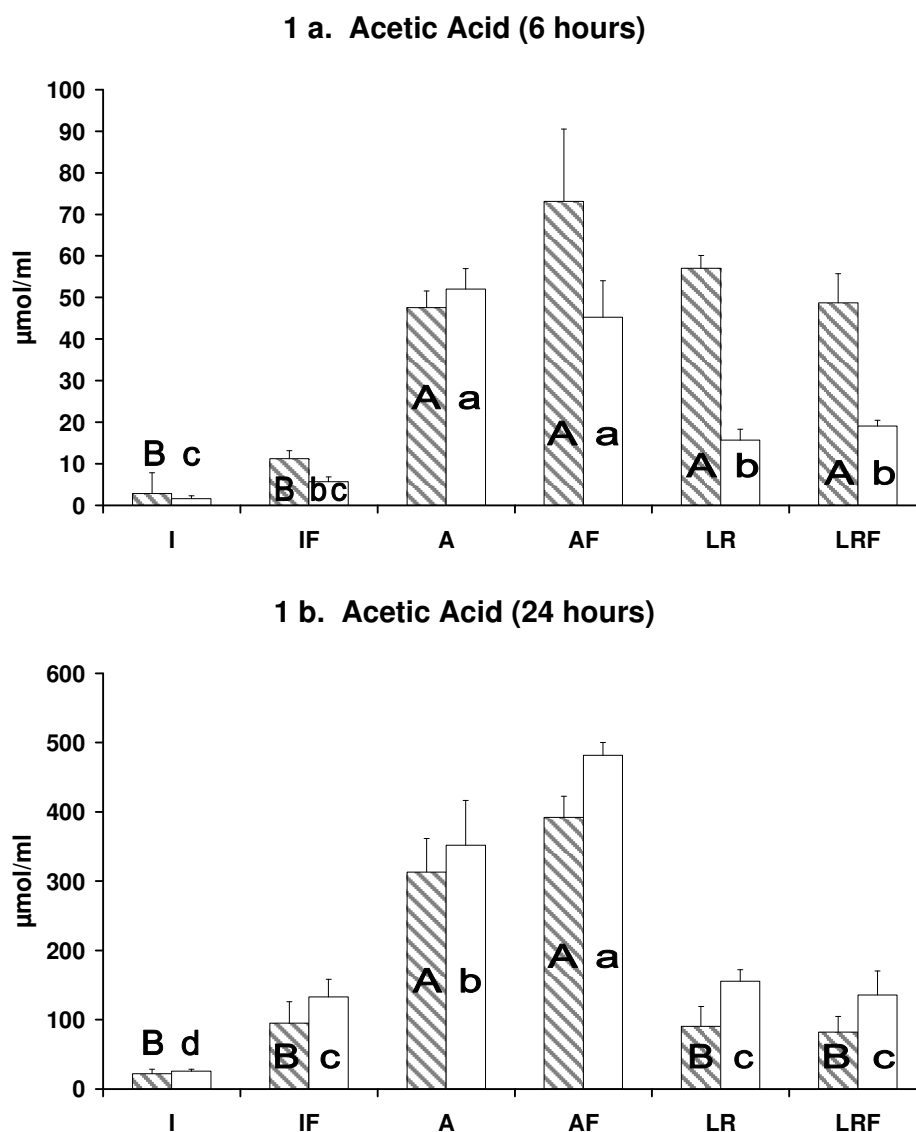 1 a. Acetic Acid (6 hours)
100
90
80
70
60
50
40
30
20
10
0
µmol/ml
B c
B bc
A a
A a
A b
A b
I IF A AF LR LRF
1 b. Acetic Acid (24 hours)
600
500
400
300
200
100
0
µmol/ml
B d
B c
A b
A a
B c
B c
I IF A AF LR LRF